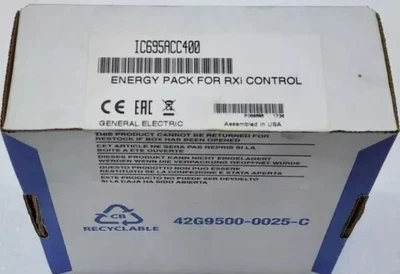 IC695ACC400
ENERGY PACK FOR RXi CONTROL
CE EAC
GENERAL ELECTRIC
Assembled in USA
THIS PRODUCT CANNOT BE RETURNED FOR
RESTOCK IF BOX HAS BEEN OPENED
CET ARTICLE NE SERA PAS REPRIS SI LA
BOITE A ETE OUVERTE
DIESES PRODUKT KANN NICHT EINGELAGERT
WERDEN WENN DIE VERPACKUNG GEÖFFNET WURDE
QUESTO PRODOTTO NON PUO ESSERE
RESTITUITO SE LA CONFEZIONE E STATA APERTA
ESTE PRODUCTO NO PUEDE SER DEVUELTO
SI LA CAJA HA SIDO ABIERTA
CB
RECYCLABLE
42G9500-0025-C